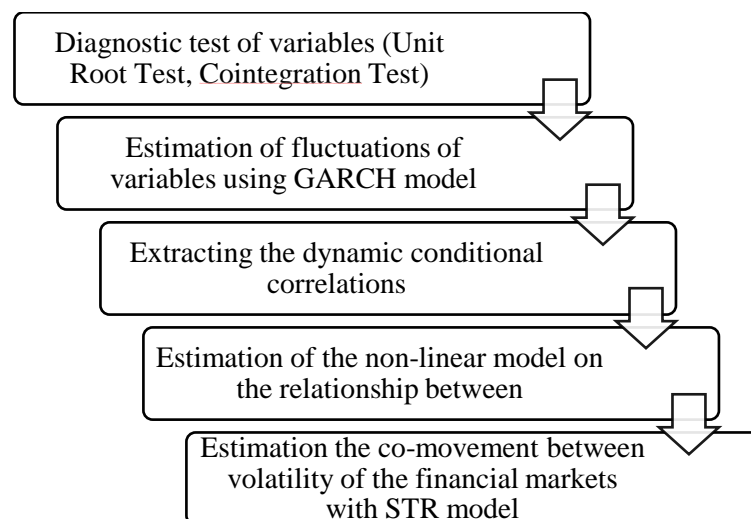 Diagnostic test of variables (Unit
Root Test, Cointegration Test)
Estimation of fluctuations of
variables using GARCH model
Extracting the dynamic conditional
correlations
Estimation of the non-linear model on
the relationship between
Estimation the co-movement between
volatility of the financial markets
with STR model